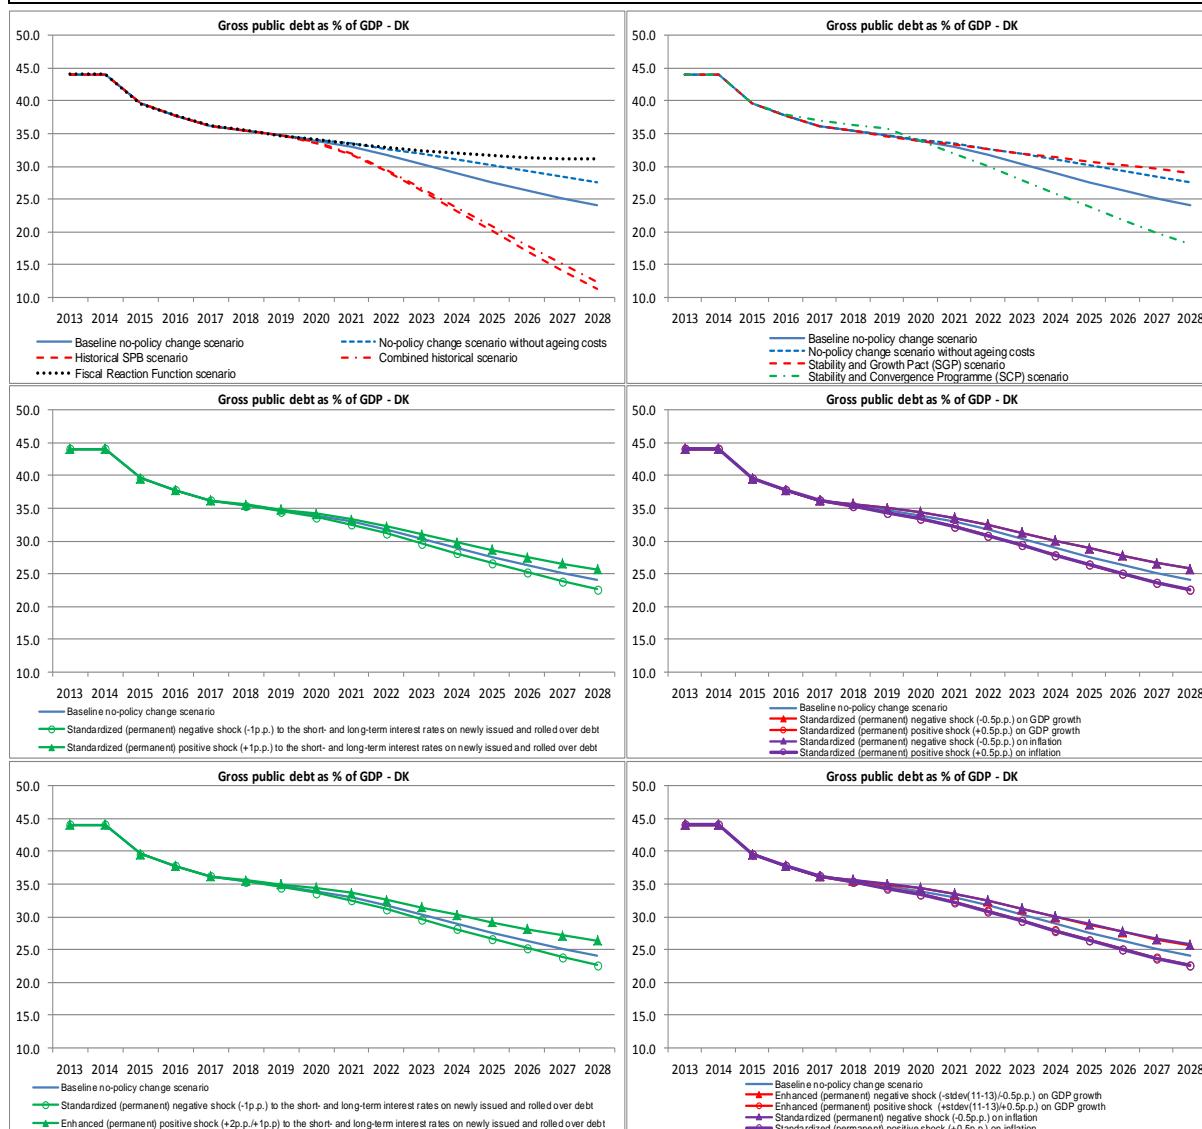 Gross public debt as % of GDP - DK
50.0
45.0
40.0
35.0
30.0
25.0
20.0
15.0
10.0
2013 2014 2015 2016 2017 2018 2019 2020 2021 2022 2023 2024 2025 2026 2027 2028
Baseline no-policy change scenario
No-policy change scenario without ageing costs
Historical SPB scenario
Combined historical scenario
Fiscal Reaction Function scenario
Gross public debt as % of GDP - DK
50.0
45.0
40.0
35.0
30.0
25.0
20.0
15.0
10.0
2013 2014 2015 2016 2017 2018 2019 2020 2021 2022 2023 2024 2025 2026 2027 2028
Baseline no-policy change scenario
No-policy change scenario without ageing costs
Stability and Growth Pact (SGP) scenario
Stability and Convergence Programme (SCP) scenario
Gross public debt as % of GDP - DK
50.0
45.0
40.0
35.0
30.0
25.0
20.0
15.0
10.0
2013 2014 2015 2016 2017 2018 2019 2020 2021 2022 2023 2024 2025 2026 2027 2028
Baseline no-policy change scenario
Standardized (permanent) negative shock (-1p.p.) to the short- and long-term interest rates on newly issued and rolled over debt
Standardized (permanent) positive shock (+1p.p.) to the short- and long-term interest rates on newly issued and rolled over debt
Gross public debt as % of GDP - DK
50.0
45.0
40.0
35.0
30.0
25.0
20.0
15.0
10.0
2013 2014 2015 2016 2017 2018 2019 2020 2021 2022 2023 2024 2025 2026 2027 2028
Baseline no-policy change scenario
Standardized (permanent) negative shock (-0.5p.p.) on GDP growth
Standardized (permanent) positive shock (+0.5p.p.) on GDP growth
Standardized (permanent) negative shock (-0.5p.p.) on inflation
Standardized (permanent) positive shock (+0.5p.p.) on inflation
Gross public debt as % of GDP - DK
50.0
45.0
40.0
35.0
30.0
25.0
20.0
15.0
10.0
2013 2014 2015 2016 2017 2018 2019 2020 2021 2022 2023 2024 2025 2026 2027 2028
Baseline no-policy change scenario
Standardized (permanent) negative shock (-1p.p.) to the short- and long-term interest rates on newly issued and rolled over debt
Enhanced (permanent) positive shock (+2p.p./+1p.p) to the short- and long-term interest rates on newly issued and rolled over debt
Gross public debt as % of GDP - DK
50.0
45.0
40.0
35.0
30.0
25.0
20.0
15.0
10.0
2013 2014 2015 2016 2017 2018 2019 2020 2021 2022 2023 2024 2025 2026 2027 2028
Baseline no-policy change scenario
Enhanced (permanent) negative shock (-stdev(11-13)/-0.5p.p.) on GDP growth
Enhanced (permanent) positive shock (+stdev(11-13)/+0.5p.p.) on GDP growth
Standardized (permanent) negative shock (-0.5p.p.) on inflation
Standardized (permanent) positive shock (+0.5p.p.) on inflation